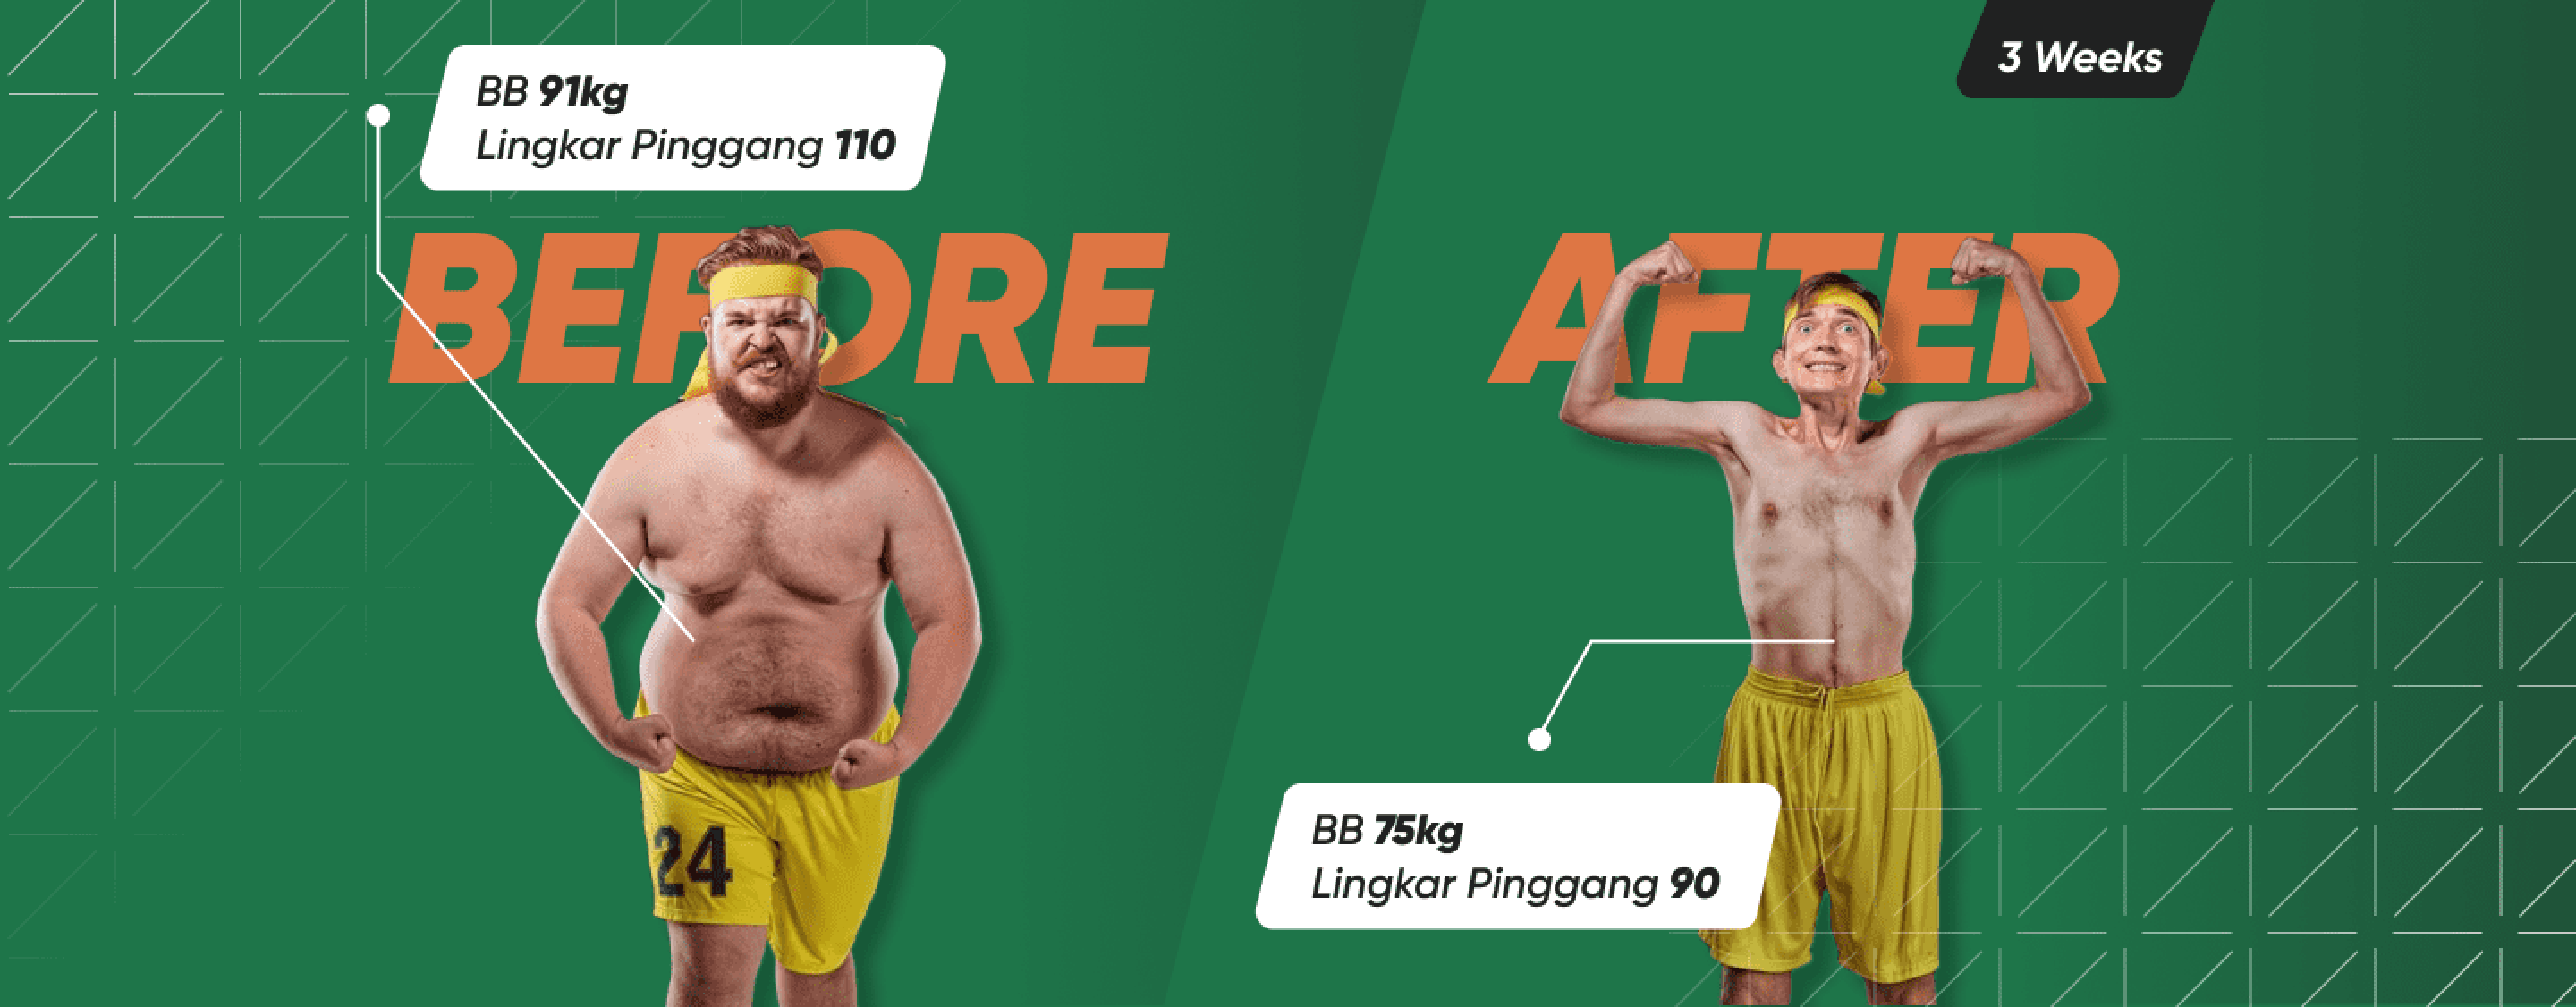 BB 91kg
Lingkar Pinggang 110
BEFORE
24
3 Weeks
AFTER
BB 75kg
Lingkar Pinggang 90